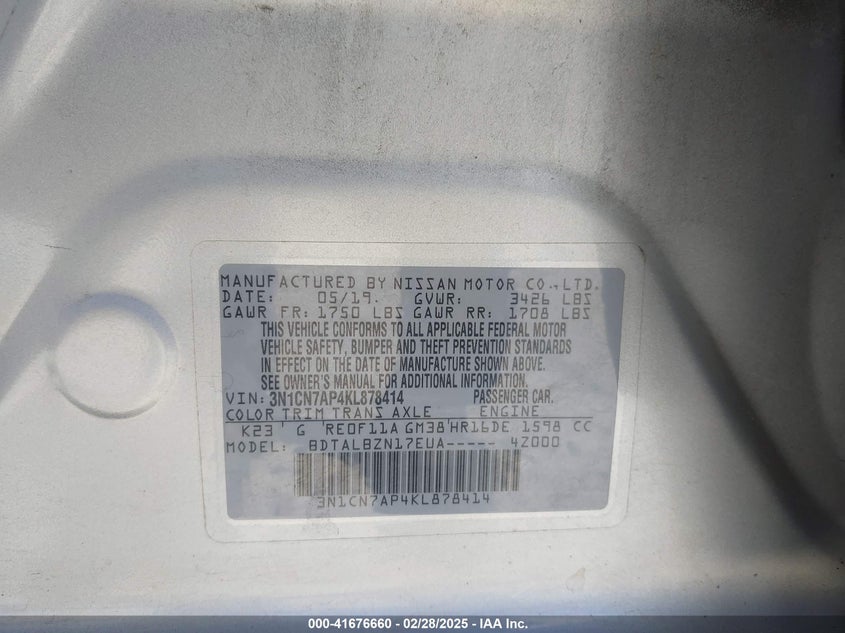 MANUFACTURED BY NISSAN MOTOR CO.,LTD.
DATE: 05/19. GVWR: 3426 LBS
GAWR FR: 1750 LBS GAWR RR: 1708 LBS
THIS VEHICLE CONFORMS TO ALL APPLICABLE FEDERAL MOTOR
VEHICLE SAFETY, BUMPER AND THEFT PREVENTION STANDARDS
IN EFFECT ON THE DATE OF MANUFACTURE SHOWN ABOVE.
SEE OWNER'S MANUAL FOR ADDITIONAL INFORMATION.
VIN: 3N1CN7AP4KL878414 PASSENGER CAR.
COLOR TRIM TRANS AXLE ENGINE
K23 G RE0F11A GM38 HR16DE 1598 CC
MODEL: BDTALBZN17EUA----- 42000
3N1CN7AP4KL878414
000-41676660 - 02/28/2025 - IAA Inc.